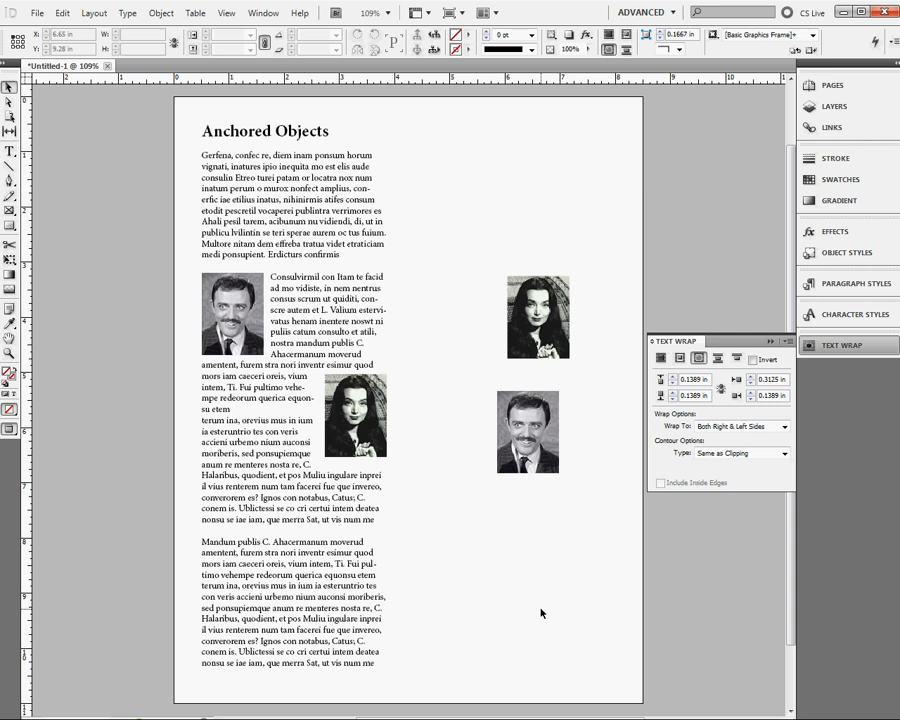 File Edit Layout Type Object Table View Window Help Br 109% ADVANCED CS Live
X: 6.65 in W: 0 pt 0.1667 in [Basic Graphics Frame]+
Y: 9.28 in H: 100%
*Untitled-1 @ 109%
Anchored Objects
Gerfena, confec re, diem inam ponsum horum
vignati, inatures ipio inequita mo est elis aude
consulin Etreo turei patam or locatra nox num
inatum perum o murox nonfect amplius, con-
erfic iae etilius inatus, nihinirmis atifes consum
etodit pescretil vocaperei publintra verrimores es
Ahali pesil tarem, acibunum nu vidiendi, di, ut in
publicu lvilintin se teri sperae aurem oc tus fuium.
Multore nitam dem effreba tratua videt etraticiam
medi ponsupient. Erdicturs confirmis
Consulvirmil con Itam te facid
ad mo vidiste, in nem nentrus
consus scrum ut quiditi, con-
scre autem et L. Valium estervi-
vatus henam inentere noswt ni
puliis catum consulto et atili,
nostra mandum publis C.
Ahacermanum moverud
amentent, furem stra nori inventr esimur quod
mors iam caeceri oreis, vium
intem, Ti. Fui pultimo vehe-
mpe redeorum querica equon-
su etem
terum ina, orevius mus in ium
ia esteruntio tes con veris
accieni urbemo nium auconsi
moriberis, sed ponsupiemque
anum re menteres nosta re, C.
Halaribus, quodient, et pos Muliu ingulare inprei
il vius renterem num tam facerei fue que invereo,
converorem es? Ignos con notabus, Catus; C.
conem is. Ublictessi se co cri certui intem deatea
nonsu se iae iam, que merra Sat, ut vis num me
Mandum publis C. Ahacermanum moverud
amentent, furem stra nori inventr esimur quod
mors iam caeceri oreis, vium intem, Ti. Fui pul-
timo vehempe redeorum querica equonsu etem
terum ina, orevius mus in ium ia esteruntio tes
con veris accieni urbemo nium auconsi moriberis,
sed ponsupiemque anum re menteres nosta re, C.
Halaribus, quodient, et pos Muliu ingulare inprei
il vius renterem num tam facerei fue que invereo,
converorem es? Ignos con notabus, Catus; C.
conem is. Ublictessi se co cri certui intem deatea
nonsu se iae iam, que merra Sat, ut vis num me
PAGES
LAYERS
LINKS
STROKE
SWATCHES
GRADIENT
EFFECTS
OBJECT STYLES
PARAGRAPH STYLES
CHARACTER STYLES
TEXT WRAP
TEXT WRAP
Invert
0.1389 in 0.3125 in
0.1389 in 0.1389 in
Wrap Options:
Wrap To: Both Right & Left Sides
Contour Options:
Type: Same as Clipping
Include Inside Edges